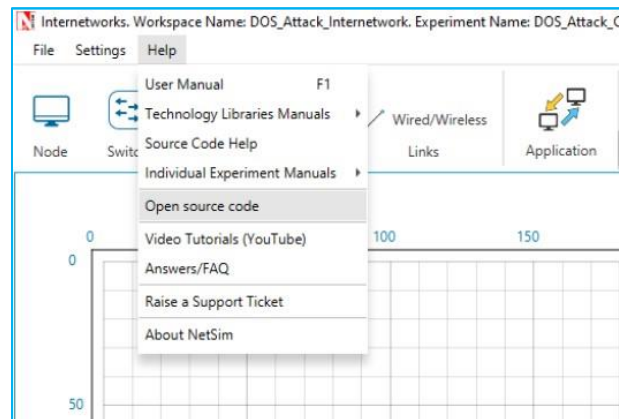 Internetworks. Workspace Name: DOS_Attack_Internetwork. Experiment Name: DOS_Attack_
File Settings Help
User Manual F1
Technology Libraries Manuals
Source Code Help
Individual Experiment Manuals
Open source code
Video Tutorials (YouTube)
Answers/FAQ
Raise a Support Ticket
About NetSim
Node
Wired/Wireless
Links
Application
0 100 150
0
50